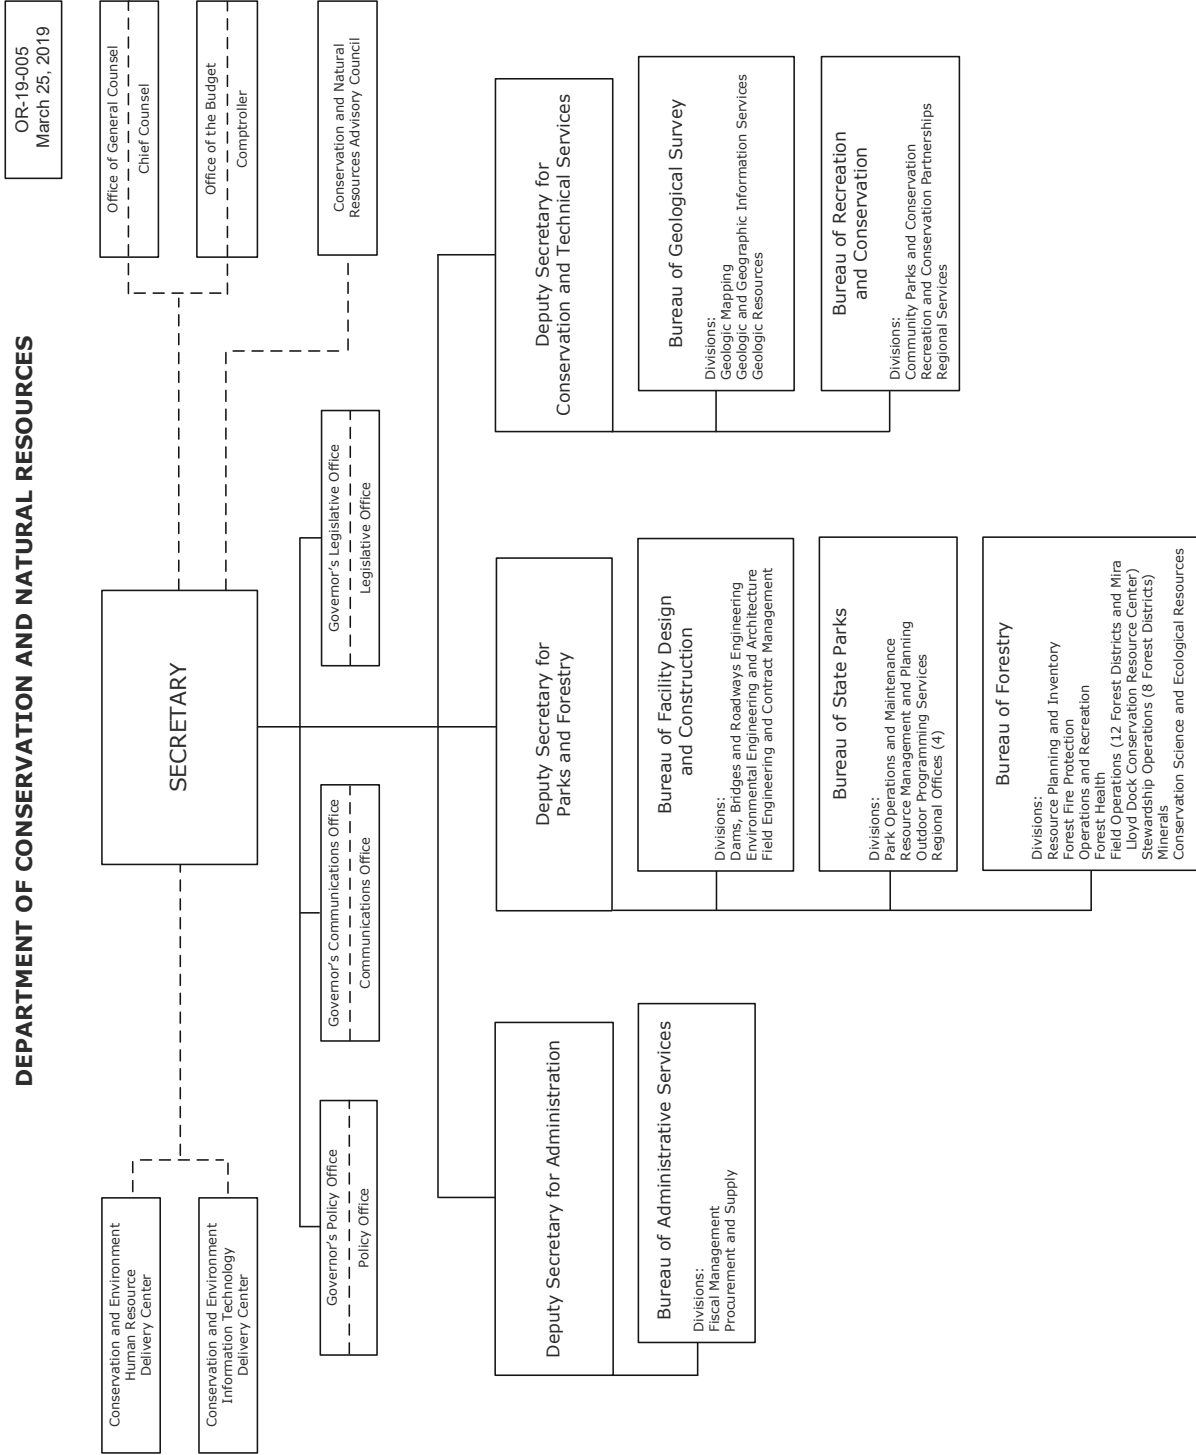 OR-19-005
March 25, 2019
DEPARTMENT OF CONSERVATION AND NATURAL RESOURCES
Conservation and Environment
Human Resource
Delivery Center
Conservation and Environment
Information Technology
Delivery Center
SECRETARY
Office of General Counsel
Chief Counsel
Office of the Budget
Comptroller
Conservation and Natural
Resources Advisory Council
Governor's Policy Office
Policy Office
Governor's Communications Office
Communications Office
Governor's Legislative Office
Legislative Office
Deputy Secretary for Administration
Bureau of Administrative Services
Divisions:
Fiscal Management
Procurement and Supply
Deputy Secretary for
Parks and Forestry
Bureau of Facility Design
and Construction
Divisions:
Dams, Bridges and Roadways Engineering
Environmental Engineering and Architecture
Field Engineering and Contract Management
Bureau of State Parks
Divisions:
Park Operations and Maintenance
Resource Management and Planning
Outdoor Programming Services
Regional Offices (4)
Bureau of Forestry
Divisions:
Resource Planning and Inventory
Forest Fire Protection
Operations and Recreation
Forest Health
Field Operations (12 Forest Districts and Mira
Lloyd Dock Conservation Resource Center)
Stewardship Operations (8 Forest Districts)
Minerals
Conservation Science and Ecological Resources
Deputy Secretary for
Conservation and Technical Services
Bureau of Geological Survey
Divisions:
Geologic Mapping
Geologic and Geographic Information Services
Geologic Resources
Bureau of Recreation
and Conservation
Divisions:
Community Parks and Conservation
Recreation and Conservation Partnerships
Regional Services